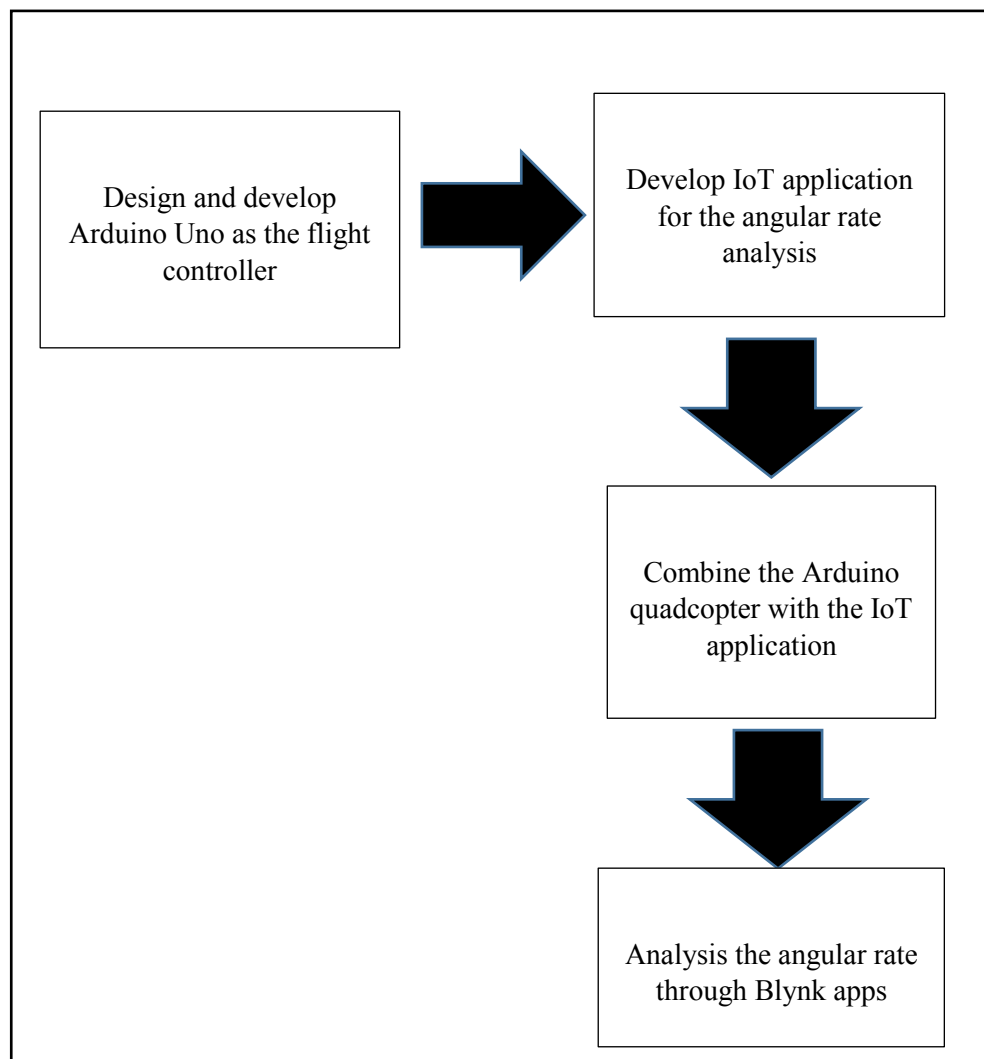 Design and develop
Arduino Uno as the flight
controller
Develop IoT application
for the angular rate
analysis
Combine the Arduino
quadcopter with the IoT
application
Analysis the angular rate
through Blynk apps